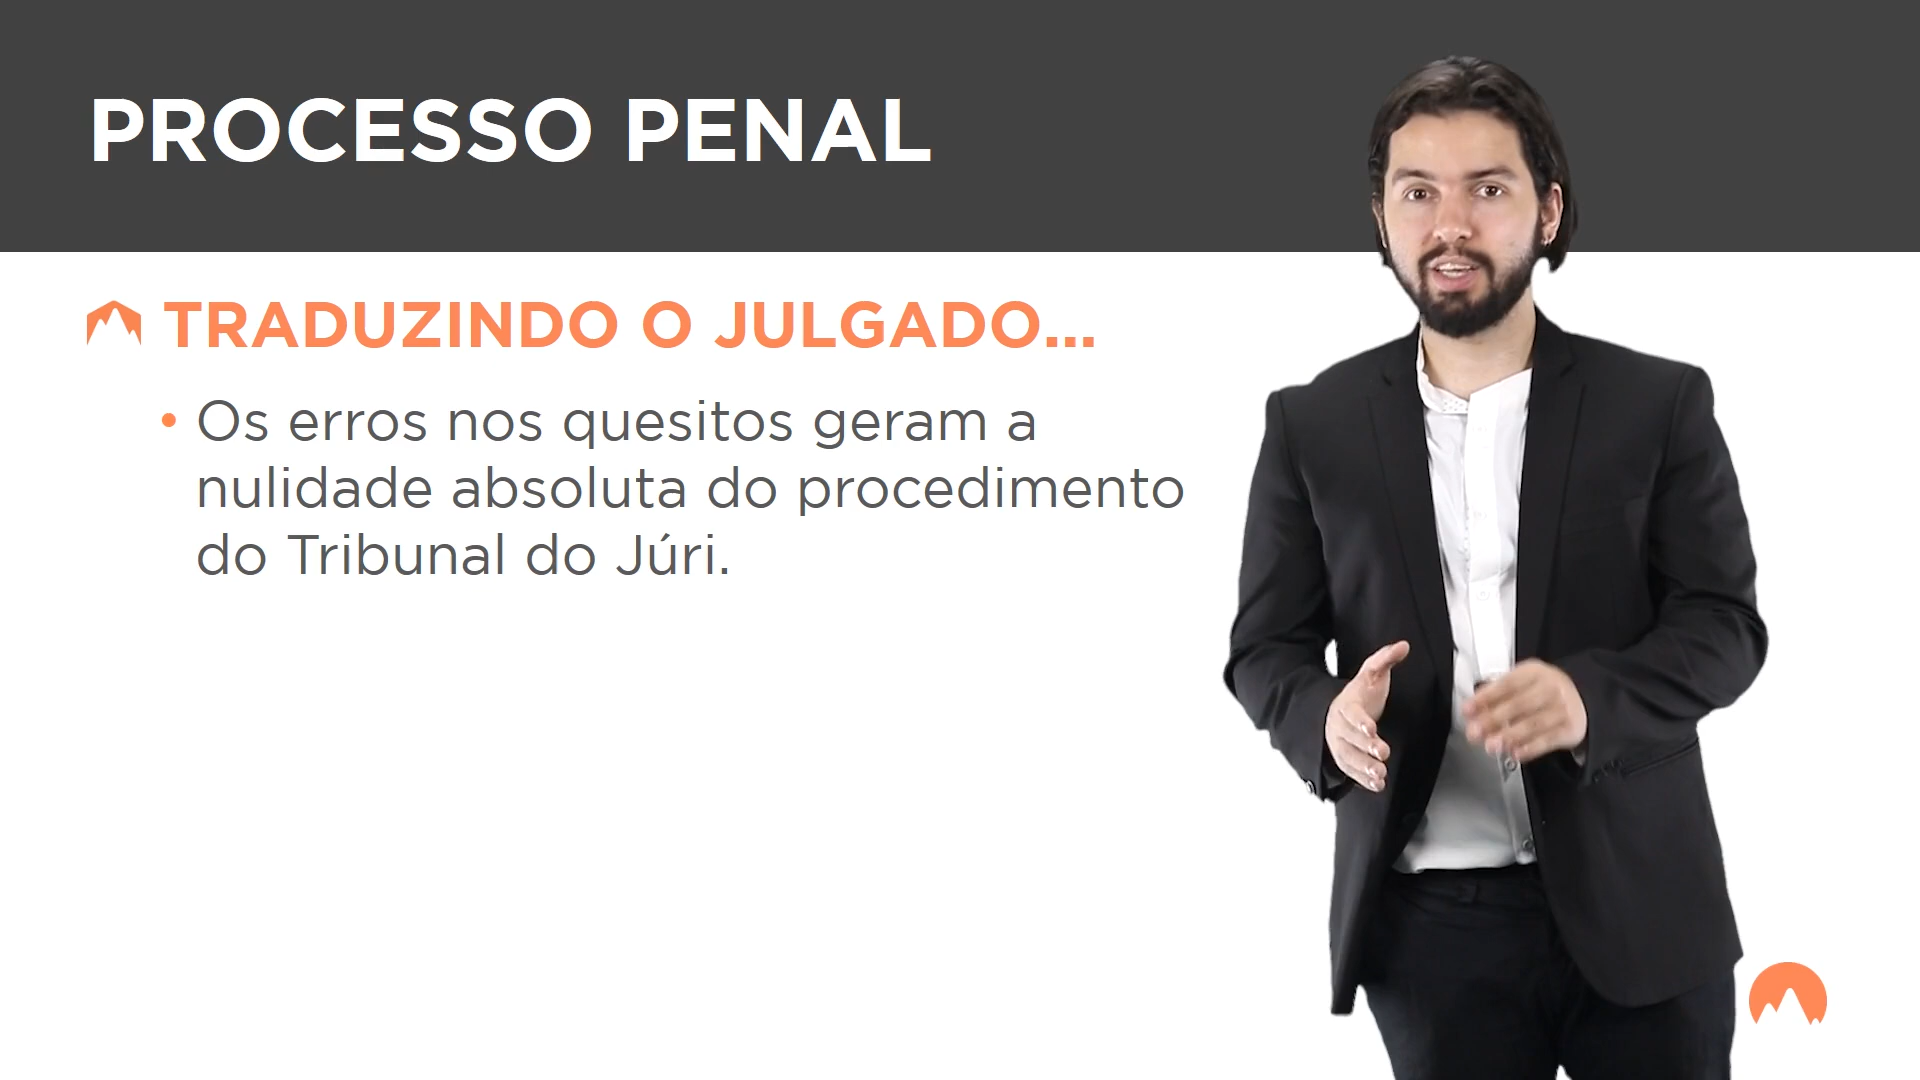 PROCESSO PENAL
TRADUZINDO O JULGADO...
• Os erros nos quesitos geram a
nulidade absoluta do procedimento
do Tribunal do Júri.